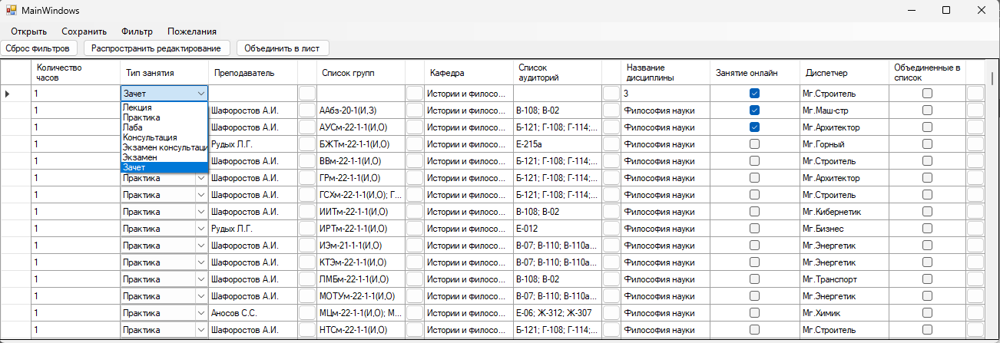 MainWindows
Открыть Сохранить Фильтр Пожелания
Сброс фильтров Распространить редактирование Объединить в лист
Количество часов Тип занятия Преподаватель Список групп Кафедра Список аудиторий Название дисциплины Занятие онлайн Диспетчер Объединенные в список
1 Зачет Истории и филосо... 3 Мг.Строитель
Лекция
Практика
Лаба
Консультация
Экзамен консультаци
Экзамен
Зачет
1 Шафоростов А.И. ААбз-20-1(И,З) Истории и филосо... В-108; В-02 Философия науки Мг.Маш-стр
1 Шафоростов А.И. АУСм-22-1-1(И,О) Истории и филосо... Б-121; Г-108; Г-114;... Философия науки Мг.Архитектор
1 Рудых Л.Г. БЖТм-22-1-1(И,О) Истории и филосо... Е-215а Философия науки Мг.Горный
1 Шафоростов А.И. ВВм-22-1-1(И,О) Истории и филосо... Б-121; Г-108; Г-114;... Философия науки Мг.Строитель
1 Практика Шафоростов А.И. ГРм-22-1-1(И,О) Истории и филосо... Б-121; Г-108; Г-114;... Философия науки Мг.Архитектор
1 Практика Шафоростов А.И. ГСХм-22-1-1(И,О); Г... Истории и филосо... Б-121; Г-108; Г-114;... Философия науки Мг.Строитель
1 Практика Шафоростов А.И. ИИТм-22-1-1(И,О) Истории и филосо... В-108; В-02 Философия науки Мг.Кибернетик
1 Практика Рудых Л.Г. ИРТм-22-1-1(И,О) Истории и филосо... Е-012 Философия науки Мг.Бизнес
1 Практика Шафоростов А.И. ИЭм-21-1-1(И,О) Истории и филосо... В-07; В-110; В-110а... Философия науки Мг.Энергетик
1 Практика Шафоростов А.И. КТЭм-22-1-1(И,О) Истории и филосо... В-07; В-110; В-110а... Философия науки Мг.Энергетик
1 Практика Шафоростов А.И. ЛМБм-22-1-1(И,О) Истории и филосо... В-108; В-02 Философия науки Мг.Транспорт
1 Практика Шафоростов А.И. МОТУм-22-1-1(И,О) Истории и филосо... В-07; В-110; В-110а... Философия науки Мг.Энергетик
1 Практика Аносов С.С. МЦм-22-1-1(И,О); М... Истории и филосо... Е-06; Ж-312; Ж-307 Философия науки Мг.Химик
1 Практика Шафоростов А.И. НТСм-22-1-1(И,О) Истории и филосо... Б-121; Г-108; Г-114;... Философия науки Мг.Строитель